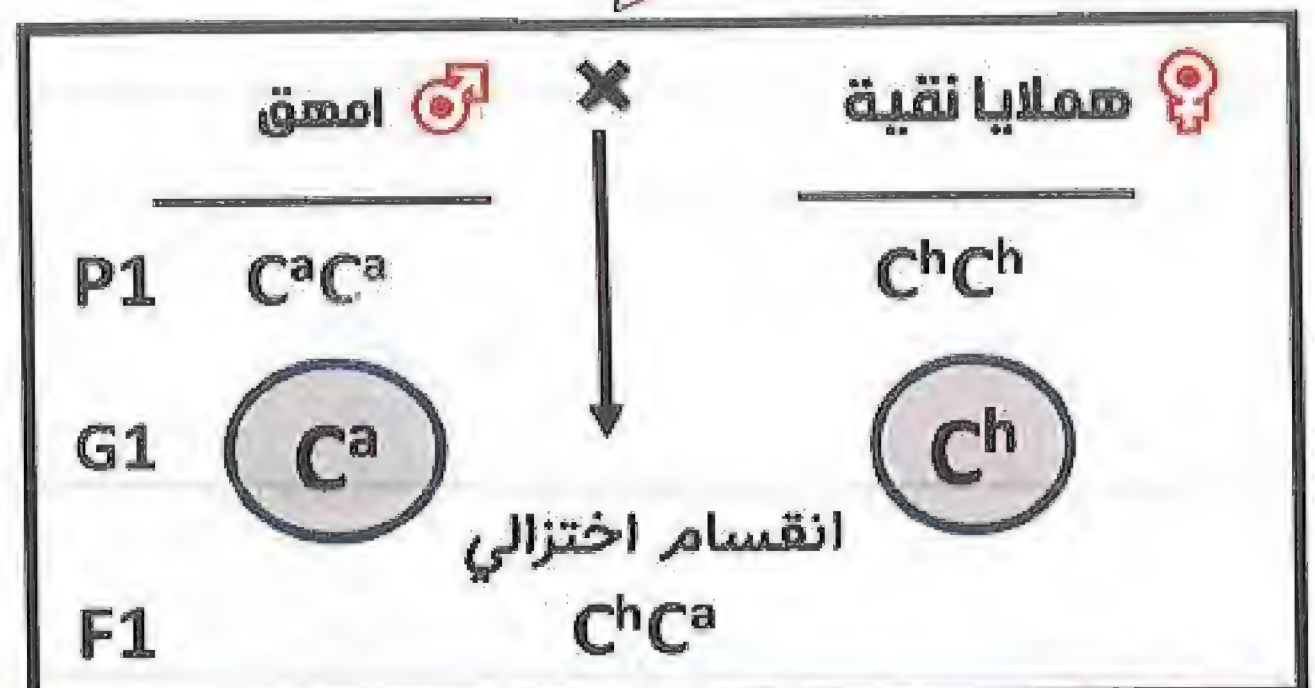 هملايا نقية × امهق
P1 CᵃCᵃ CʰCʰ
G1 Cᵃ Cʰ
انقسام اختزالي
F1 CʰCᵃ